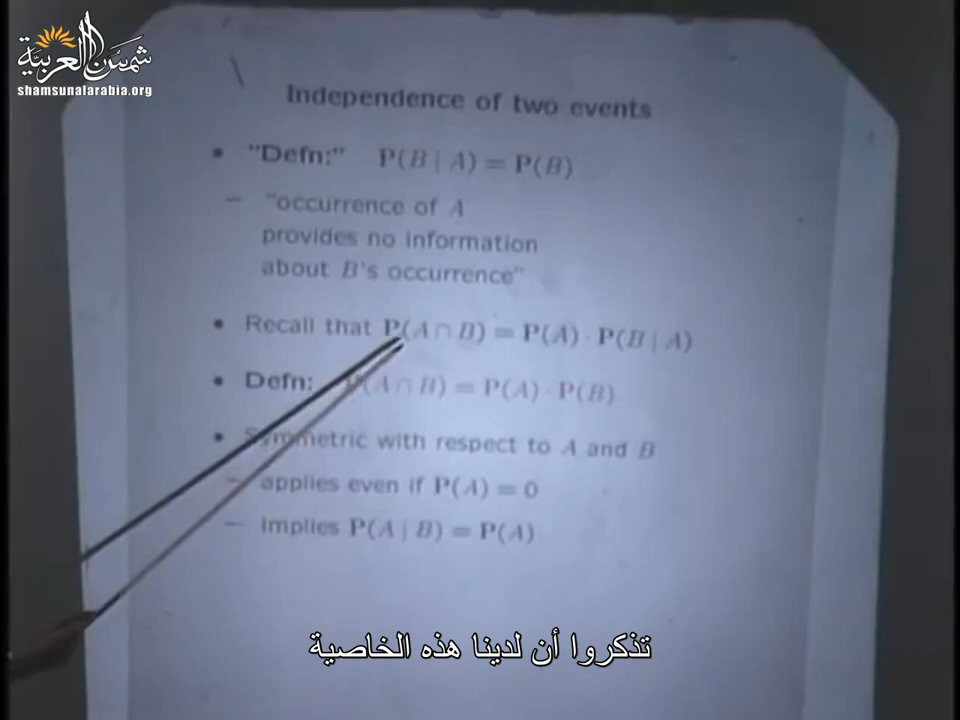 شمس العربية
shamsunalarabia.org
Independence of two events
• "Defn:" P(B | A) = P(B)
– "occurrence of A
provides no information
about B's occurrence"
• Recall that P(A ∩ B) = P(A) · P(B | A)
• Defn: P(A ∩ B) = P(A) · P(B)
• Symmetric with respect to A and B
– applies even if P(A) = 0
– implies P(A | B) = P(A)
تذكروا أن لدينا هذه الخاصية